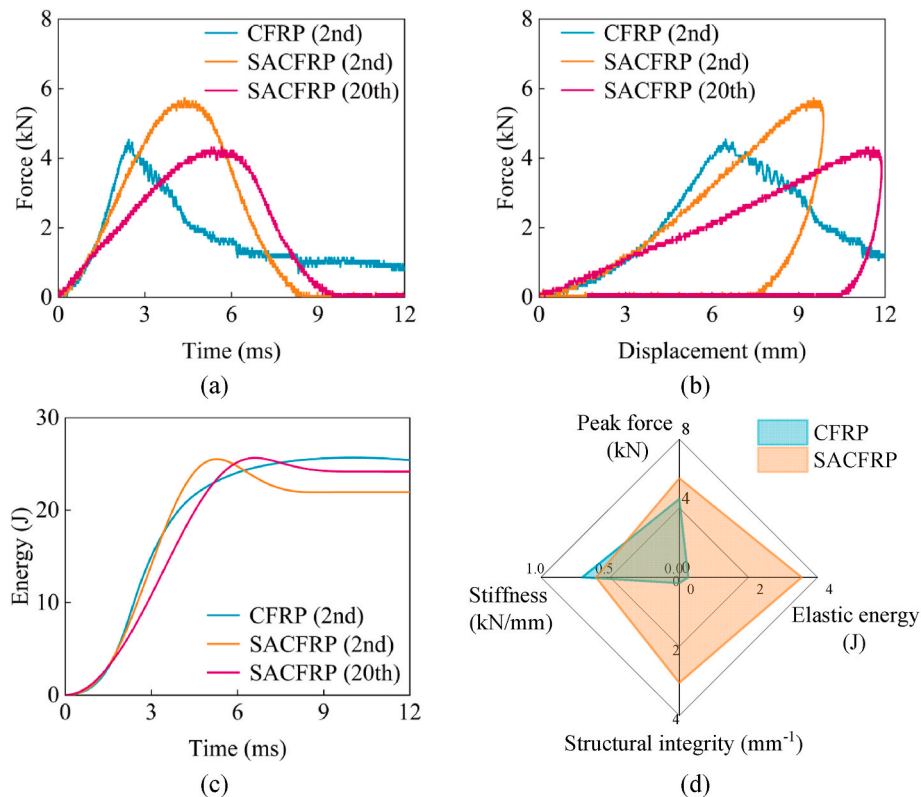 8
6
4
2
0
Force (kN)
CFRP (2nd)
SACFRP (2nd)
SACFRP (20th)
0 3 6 9 12
Time (ms)
(a)
8
6
4
2
0
Force (kN)
CFRP (2nd)
SACFRP (2nd)
SACFRP (20th)
0 3 6 9 12
Displacement (mm)
(b)
30
20
10
0
Energy (J)
CFRP (2nd)
SACFRP (2nd)
SACFRP (20th)
0 3 6 9 12
Time (ms)
(c)
Peak force
(kN)
8
CFRP
SACFRP
4
1.0 0.5 0.00
0 2 4
Stiffness
(kN/mm)
Elastic energy
(J)
2
4
Structural integrity (mm⁻¹)
(d)